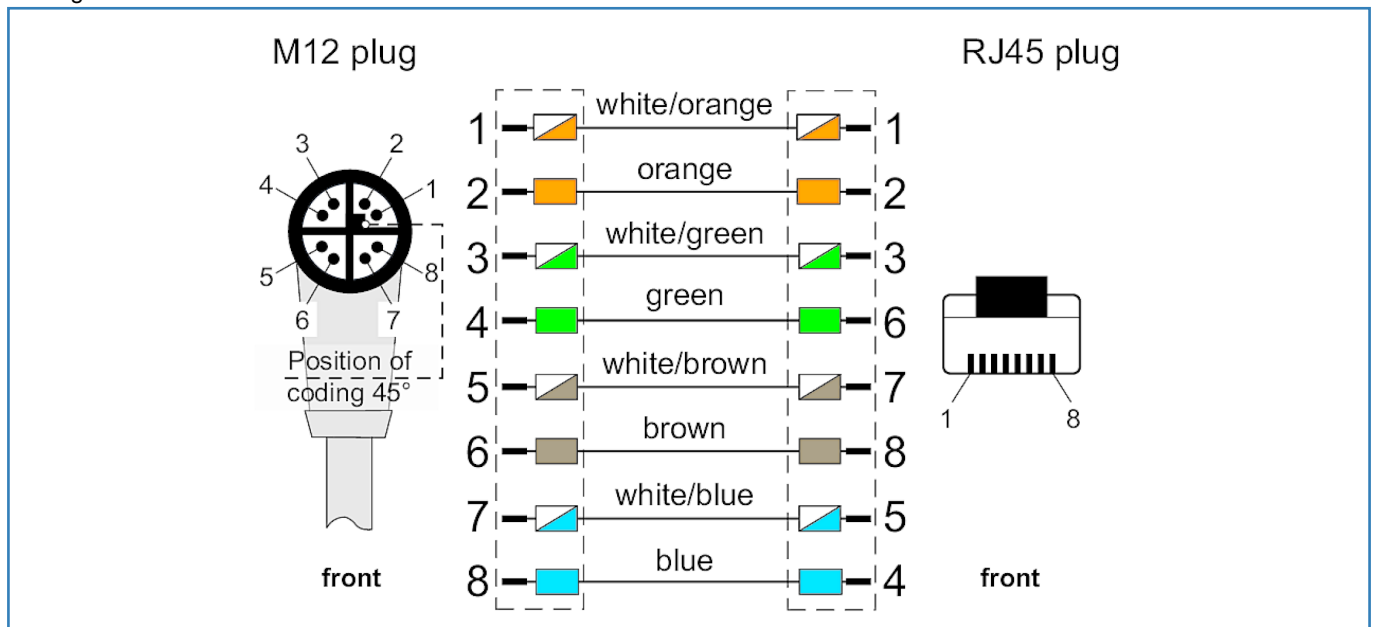 M12 plug
RJ45 plug
3
2
4
1
5
8
6
7
Position of
coding 45°
front
1 white/orange 1
2 orange 2
3 white/green 3
4 green 6
5 white/brown 7
6 brown 8
7 white/blue 5
8 blue 4
1 8
front